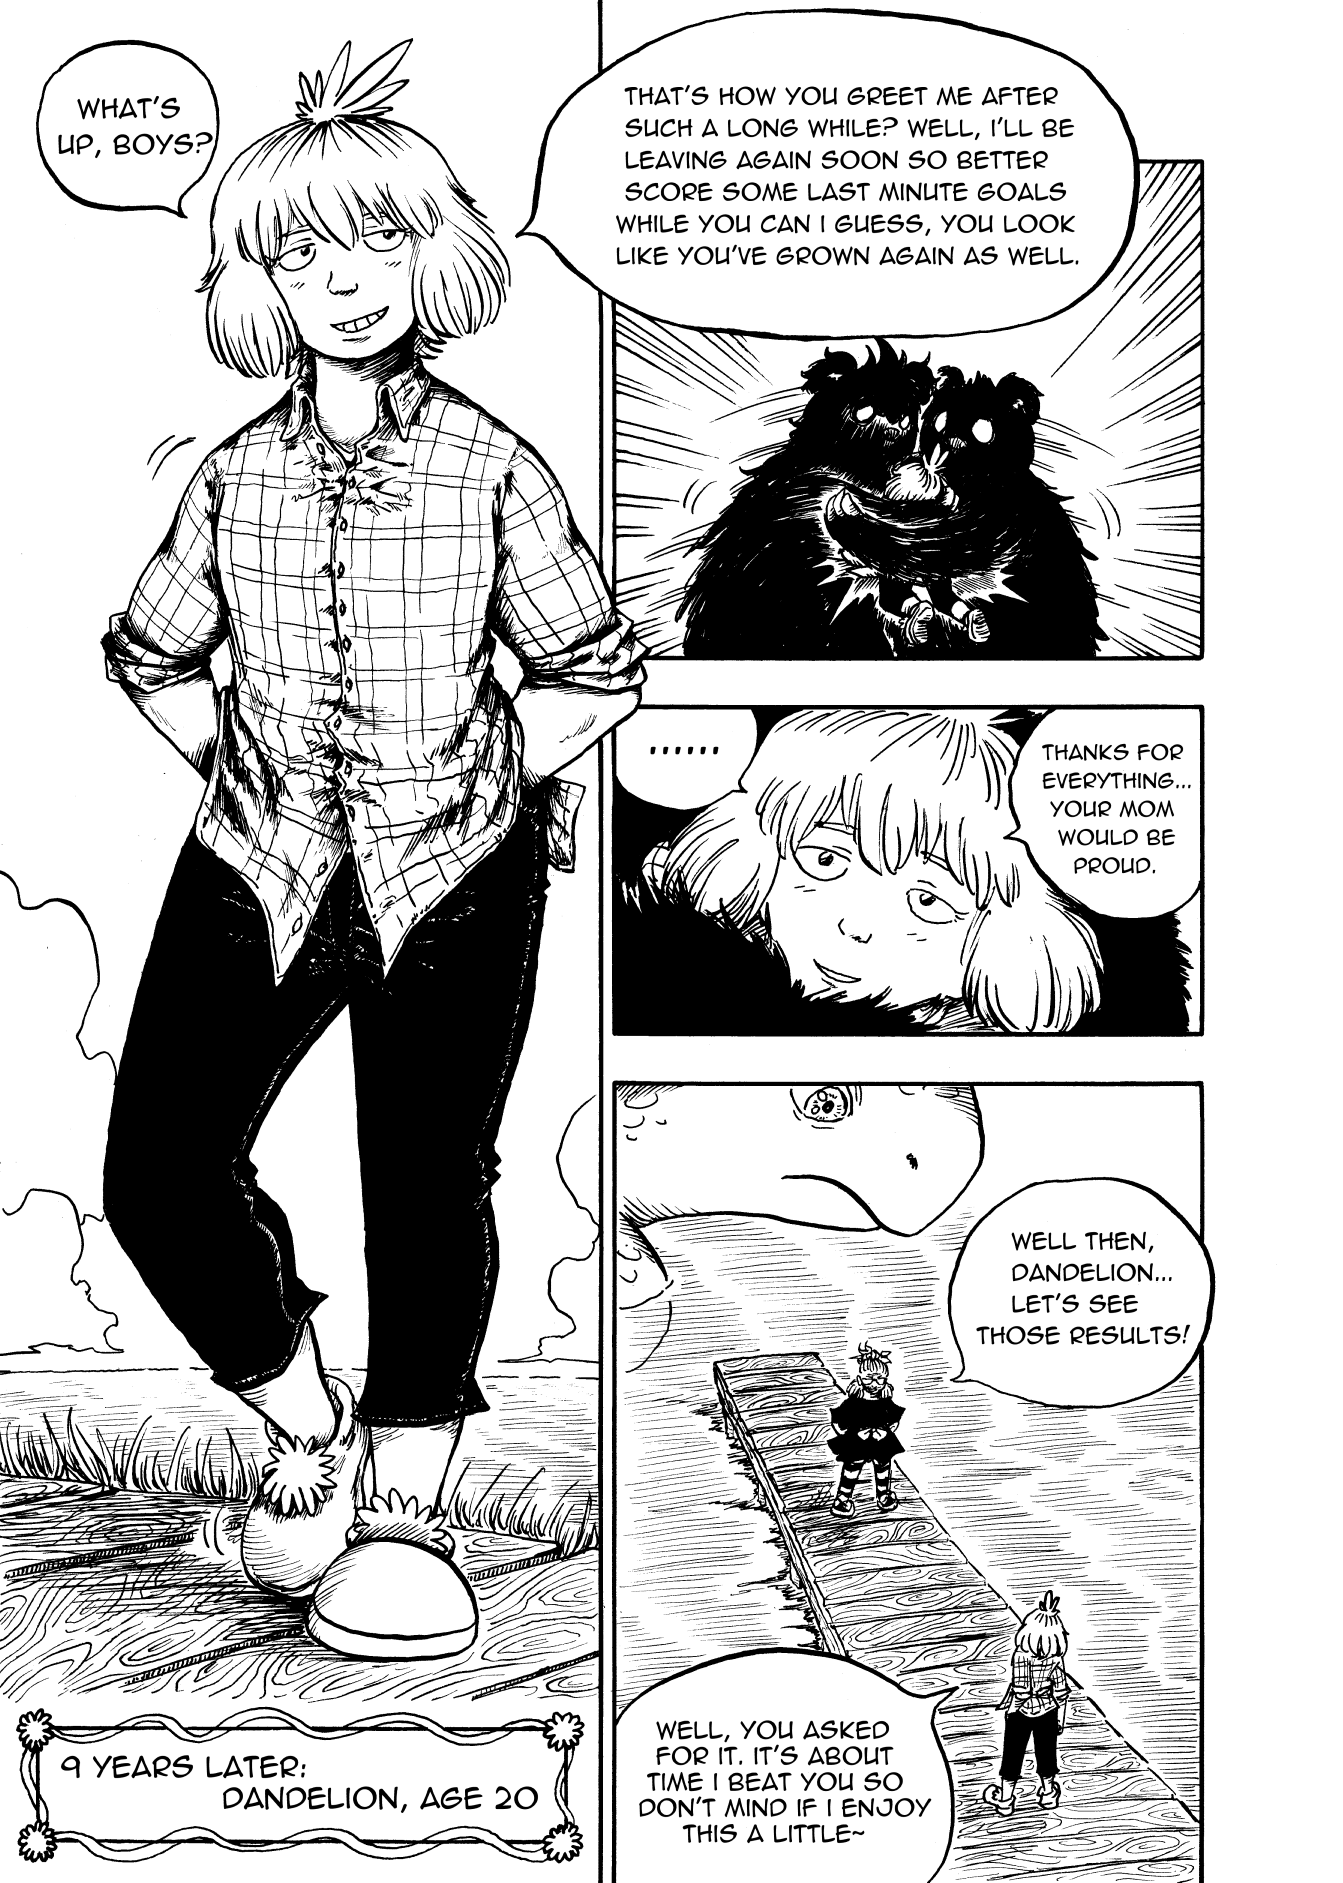 WHAT'S
UP, BOYS?
THAT'S HOW YOU GREET ME AFTER
SUCH A LONG WHILE? WELL, I'LL BE
LEAVING AGAIN SOON SO BETTER
SCORE SOME LAST MINUTE GOALS
WHILE YOU CAN I GUESS, YOU LOOK
LIKE YOU'VE GROWN AGAIN AS WELL.
......
THANKS FOR
EVERYTHING...
YOUR MOM
WOULD BE
PROUD.
WELL THEN,
DANDELION...
LET'S SEE
THOSE RESULTS!
WELL, YOU ASKED
FOR IT. IT'S ABOUT
TIME I BEAT YOU SO
DON'T MIND IF I ENJOY
THIS A LITTLE~
9 YEARS LATER:
DANDELION, AGE 20